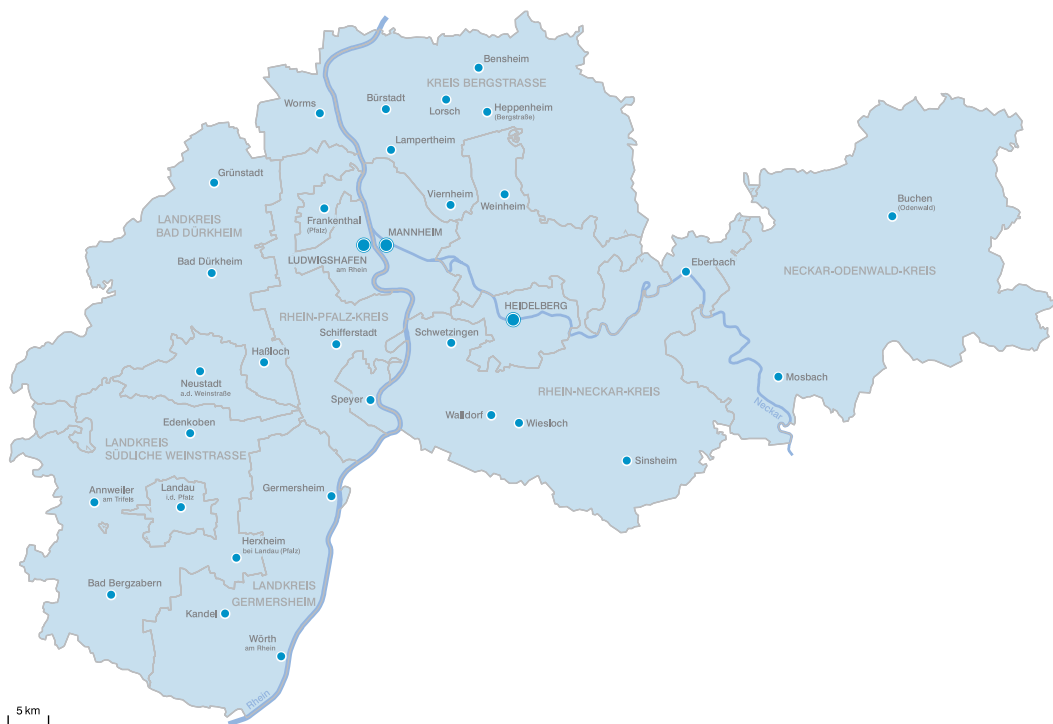 Bensheim
KREIS BERGSTRASSE
Worms
Bürstadt
Lorsch
Heppenheim
(Bergstraße)
Lampertheim
Grünstadt
Viernheim
Weinheim
Buchen
(Odenwald)
LANDKREIS
BAD DÜRKHEIM
Frankenthal
(Pfalz)
MANNHEIM
LUDWIGSHAFEN
am Rhein
Bad Dürkheim
Eberbach
NECKAR-ODENWALD-KREIS
HEIDELBERG
RHEIN-PFALZ-KREIS
Schifferstadt
Schwetzingen
Haßloch
Neustadt
a.d. Weinstraße
Mosbach
RHEIN-NECKAR-KREIS
Speyer
Neckar
Walldorf
Wiesloch
Edenkoben
LANDKREIS
SÜDLICHE WEINSTRASSE
Sinsheim
Annweiler
am Trifels
Landau
i.d. Pfalz
Germersheim
Herxheim
bei Landau (Pfalz)
Bad Bergzabern
LANDKREIS
GERMERSHEIM
Kandel
Wörth
am Rhein
Rhein
5 km